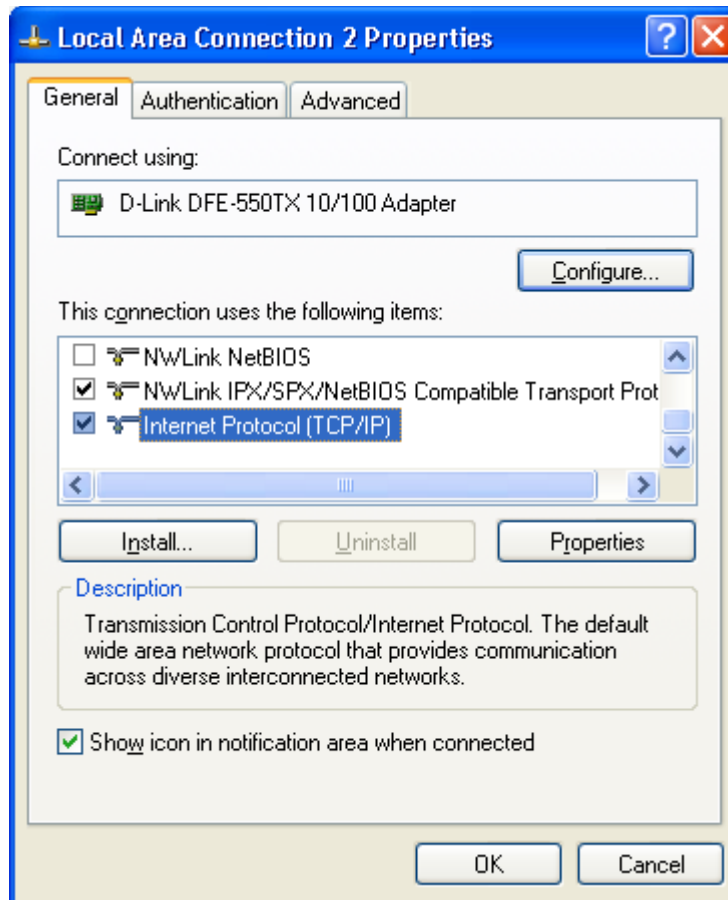 Local Area Connection 2 Properties
General Authentication Advanced
Connect using:
D-Link DFE-550TX 10/100 Adapter
Configure...
This connection uses the following items:
NWLink NetBIOS
NWLink IPX/SPX/NetBIOS Compatible Transport Prot
Internet Protocol (TCP/IP)
Install... Uninstall Properties
Description
Transmission Control Protocol/Internet Protocol. The default
wide area network protocol that provides communication
across diverse interconnected networks.
Show icon in notification area when connected
OK Cancel